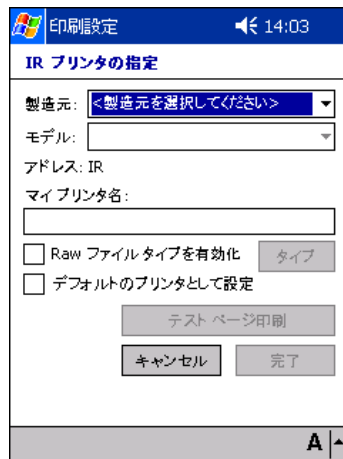 印刷設定 14:03
IR プリンタの指定
製造元: <製造元を選択してください>
モデル:
アドレス: IR
マイ プリンタ名:
Raw ファイル タイプを有効化 タイプ
デフォルトのプリンタとして設定
テスト ページ印刷
キャンセル 完了
A